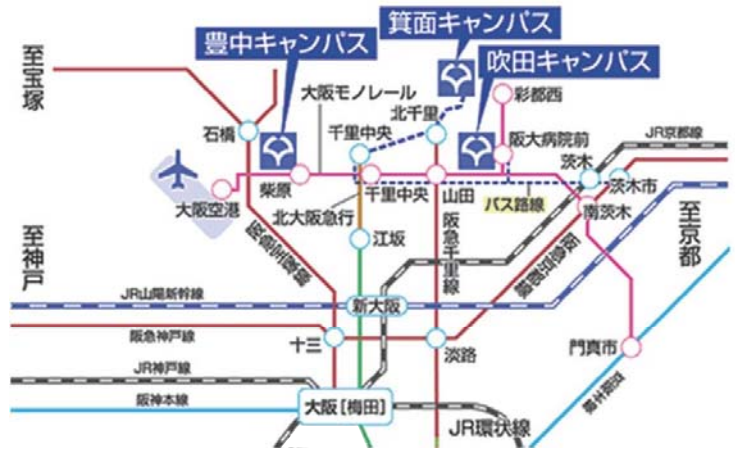 箕面キャンパス
豊中キャンパス
吹田キャンパス
至宝塚
大阪モノレール
彩都西
北千里
石橋
千里中央
阪大病院前
JR京都線
茨木
茨木市
柴原
千里中央
山田
バス路線
南茨木
大阪空港
北大阪急行
阪急千里線
至京都
江坂
阪急宝塚線
阪急京都線
至神戸
JR山陽新幹線
新大阪
阪急神戸線
十三
淡路
門真市
JR神戸線
阪神本線
大阪[梅田]
京阪本線
JR環状線